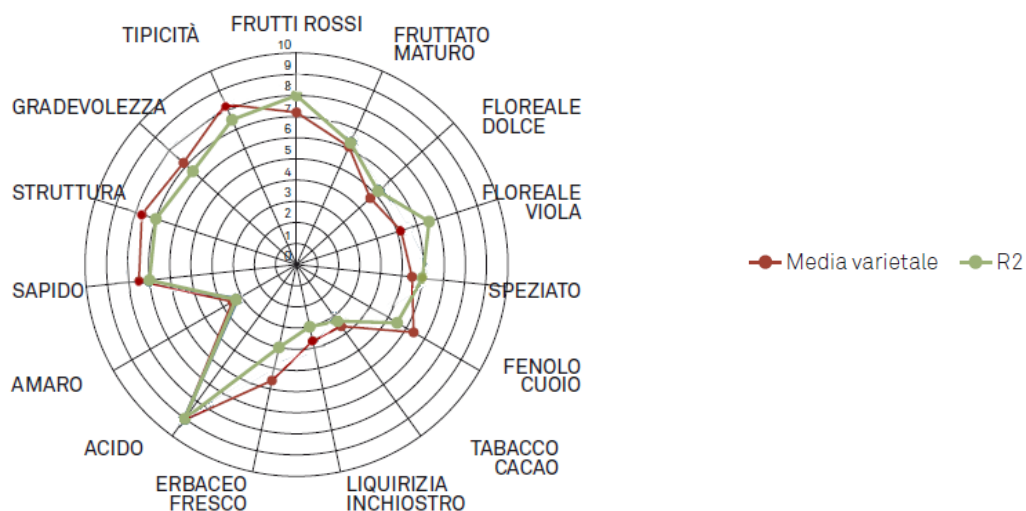 FRUTTI ROSSI
FRUTTATO
MATURO
FLOREALE
DOLCE
FLOREALE
VIOLA
SPEZIATO
FENOLO
CUOIO
TABACCO
CACAO
LIQUIRIZIA
INCHIOSTRO
ERBACEO
FRESCO
ACIDO
AMARO
SAPIDO
STRUTTURA
GRADEVOLEZZA
TIPICITÀ
10
9
8
7
6
5
4
3
2
1
0
Media varietale
R2